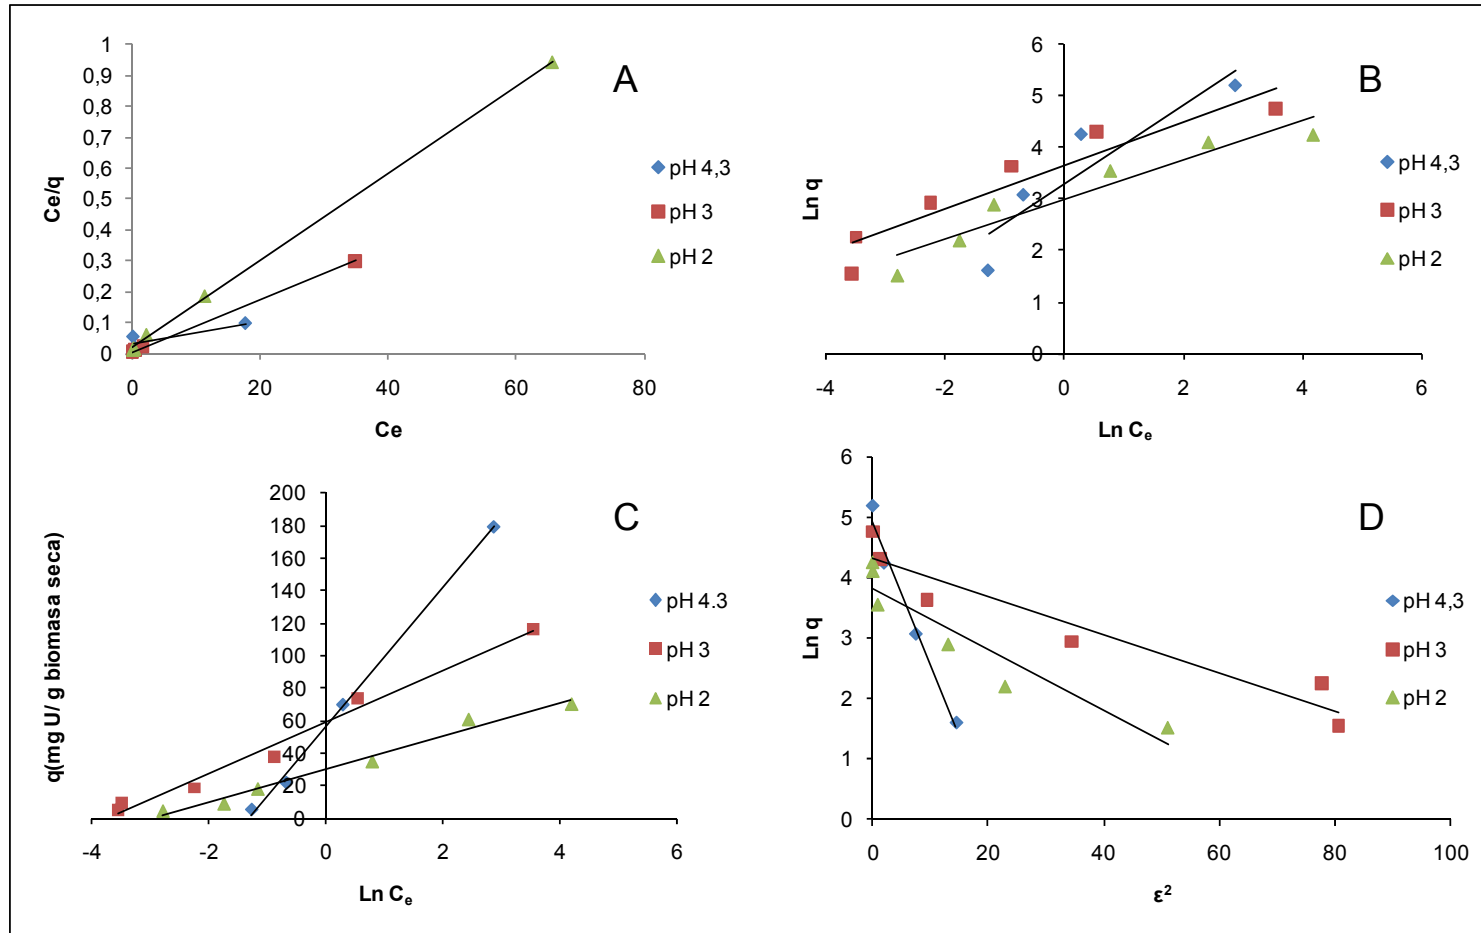 A
1
0,9
0,8
0,7
0,6
0,5
0,4
0,3
0,2
0,1
0
Ce/q
0 20 40 60 80
Ce
pH 4,3
pH 3
pH 2
B
6
5
4
3
2
1
0
Ln q
-4 -2 0 2 4 6
Ln Ce
pH 4,3
pH 3
pH 2
C
200
180
160
140
120
100
80
60
40
20
0
q(mg U/ g biomasa seca)
-4 -2 0 2 4 6
Ln Ce
pH 4.3
pH 3
pH 2
D
6
5
4
3
2
1
0
Ln q
0 20 40 60 80 100
ε²
pH 4,3
pH 3
pH 2